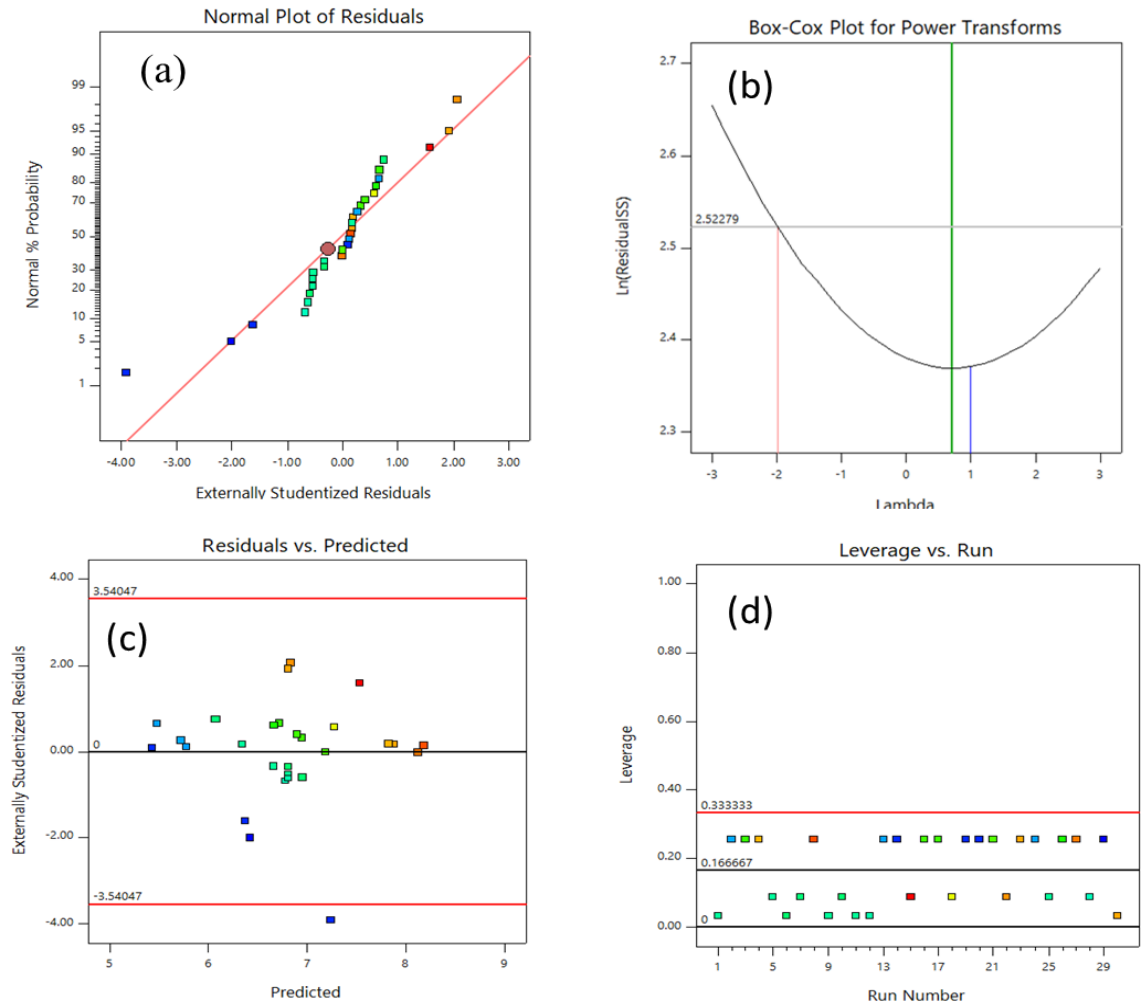 Normal Plot of Residuals
(a)
Normal % Probability
99
95
90
80
70
50
30
20
10
5
1
-4.00 -3.00 -2.00 -1.00 0.00 1.00 2.00 3.00
Externally Studentized Residuals
Box-Cox Plot for Power Transforms
(b)
Ln(ResidualSS)
2.7
2.6
2.52279
2.5
2.4
2.3
-3 -2 -1 0 1 2 3
Lambda
Residuals vs. Predicted
(c)
Externally Studentized Residuals
4.00
3.54047
2.00
0
0.00
-2.00
-3.54047
-4.00
5 6 7 8 9
Predicted
Leverage vs. Run
(d)
Leverage
1.00
0.80
0.60
0.40
0.333333
0.20
0.166667
0
0.00
1 5 9 13 17 21 25 29
Run Number